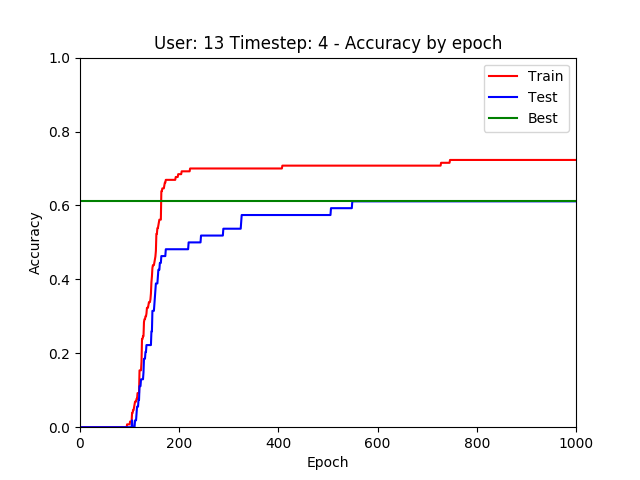 User: 13 Timestep: 4 - Accuracy by epoch
1.0
0.8
0.6
0.4
0.2
0.0
Accuracy
Train
Test
Best
0 200 400 600 800 1000
Epoch